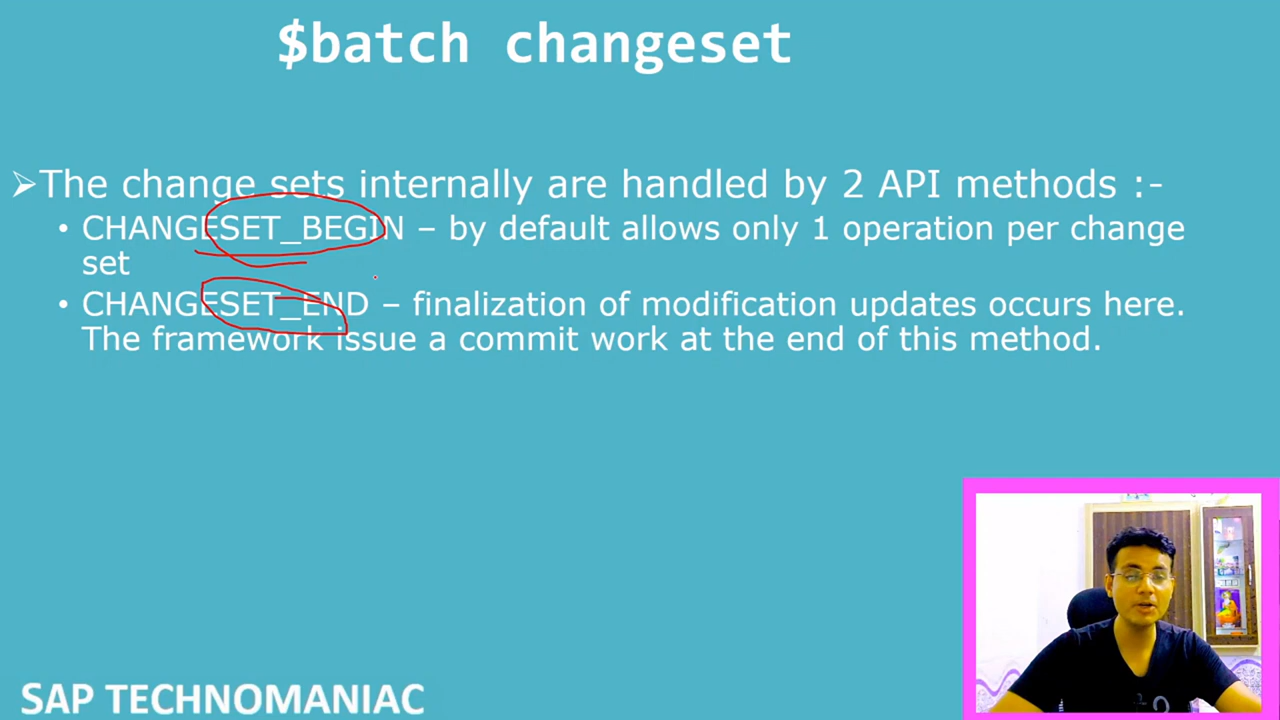 $batch changeset
➢The change sets internally are handled by 2 API methods :-
• CHANGESET_BEGIN – by default allows only 1 operation per change
set
• CHANGESET_END – finalization of modification updates occurs here.
The framework issue a commit work at the end of this method.
SAP TECHNOMANIAC